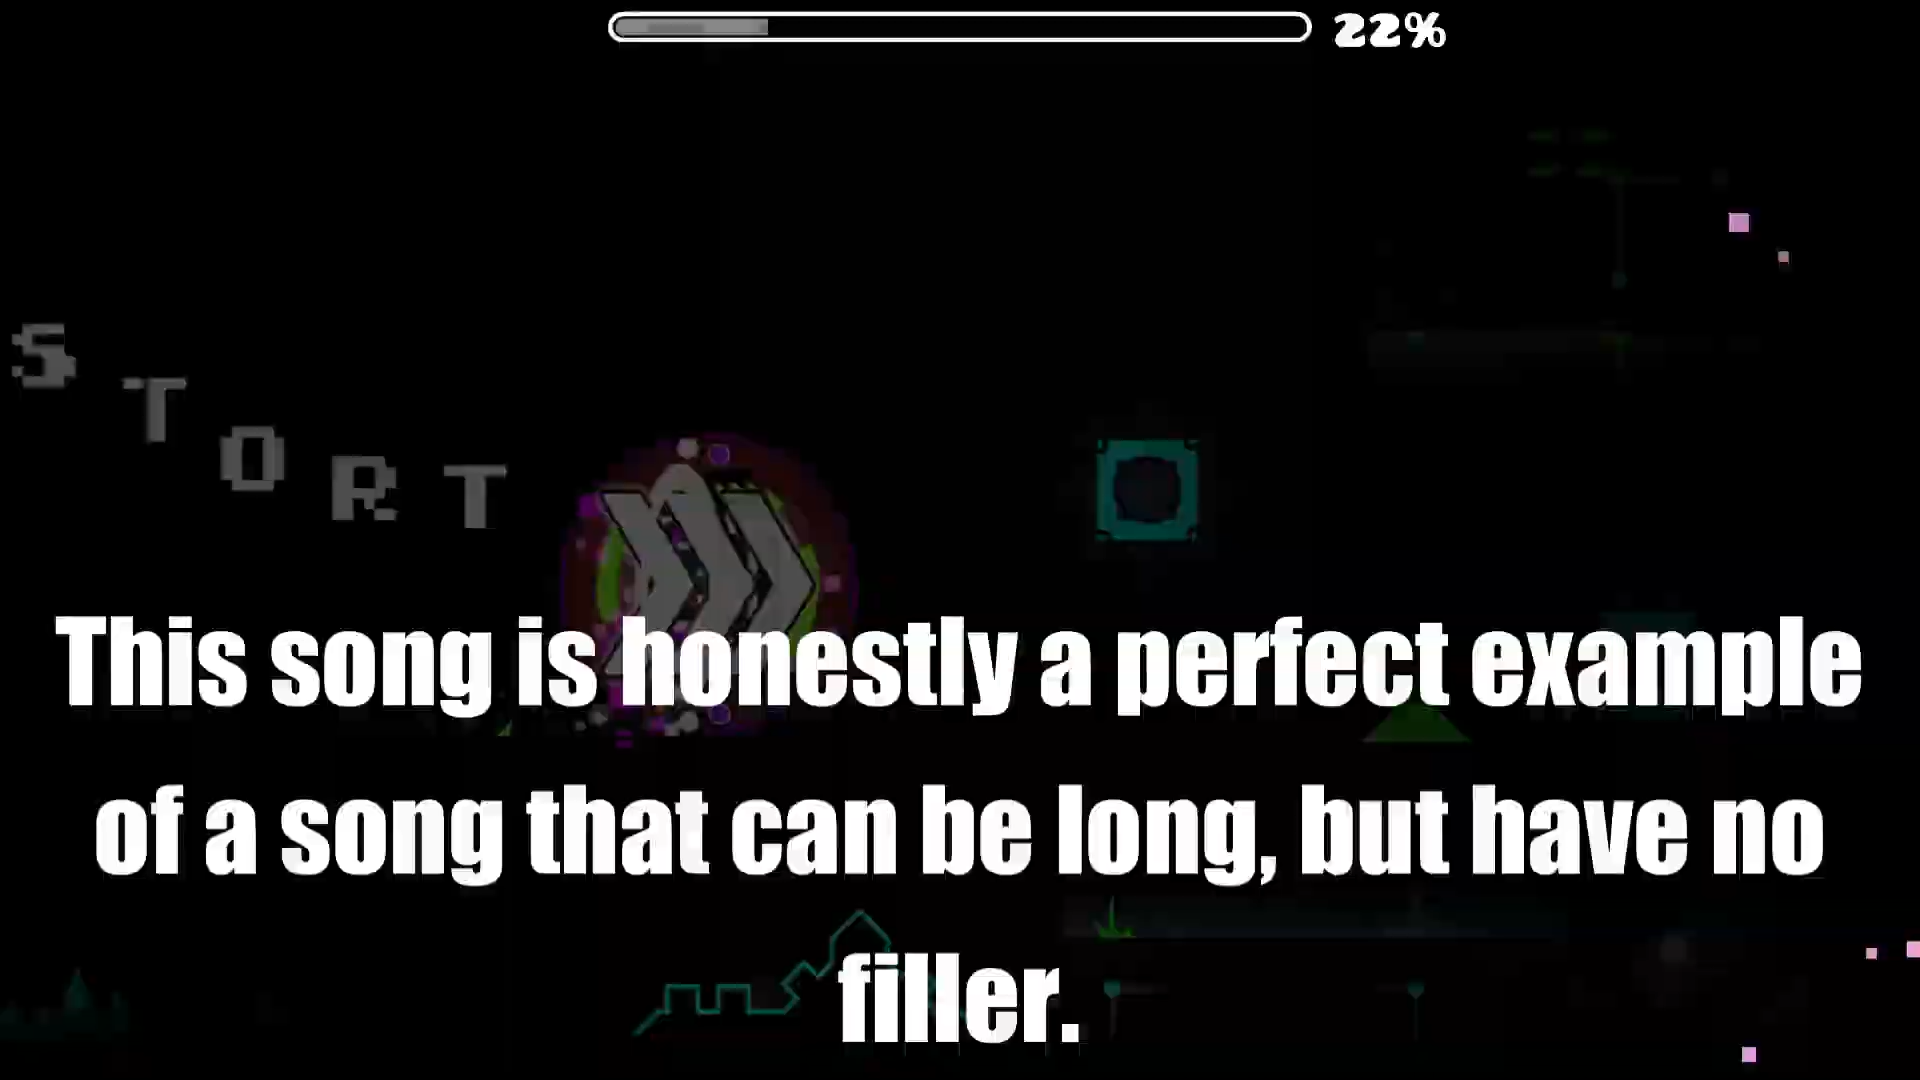 22%
S T O R T
This song is honestly a perfect example
of a song that can be long, but have no
filler.